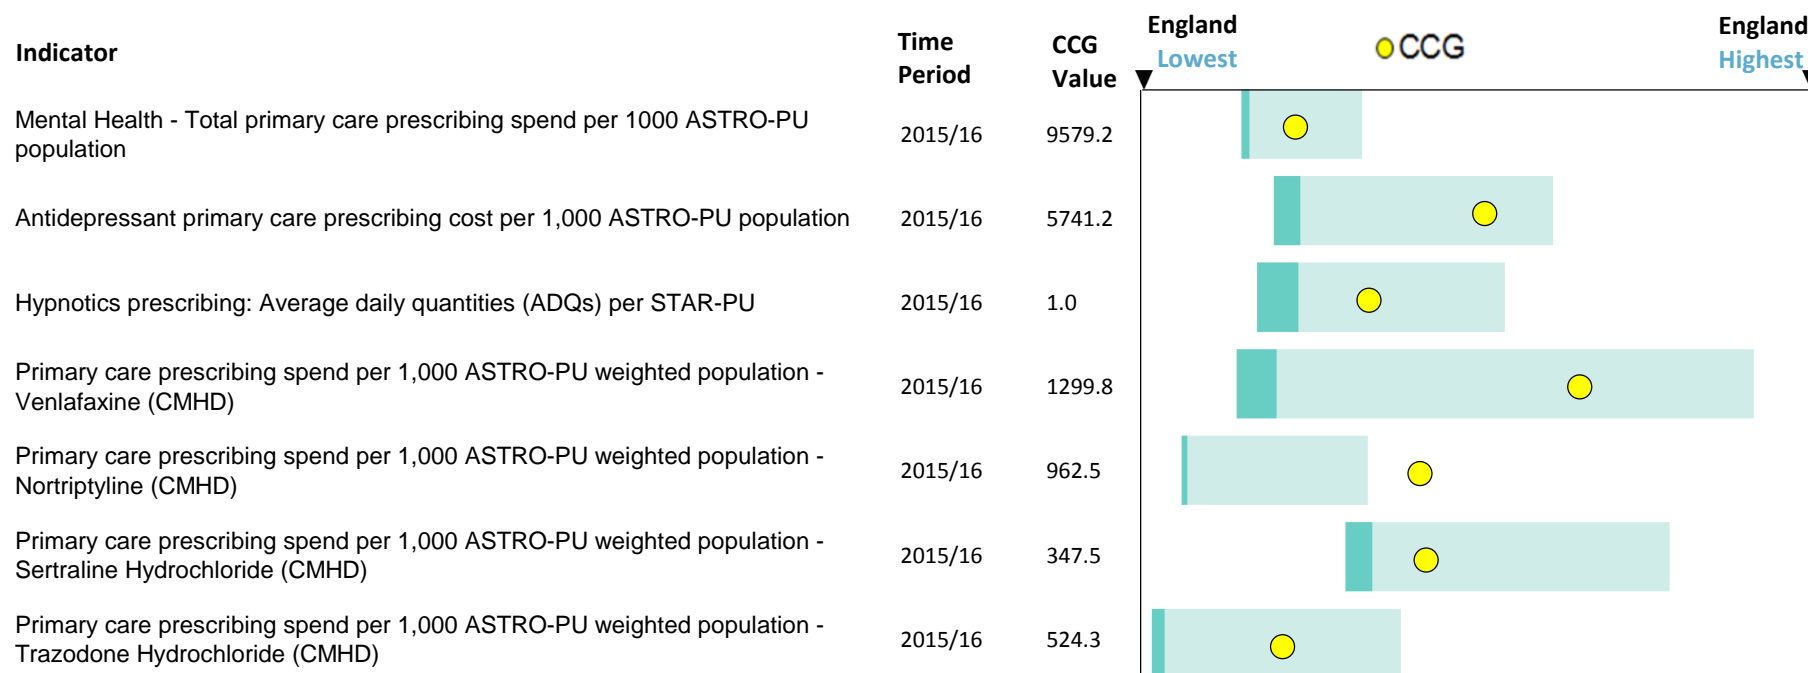 Indicator
Time Period
CCG Value
England Lowest
CCG
England Highest
Mental Health - Total primary care prescribing spend per 1000 ASTRO-PU
population
2015/16
9579.2
Antidepressant primary care prescribing cost per 1,000 ASTRO-PU population
2015/16
5741.2
Hypnotics prescribing: Average daily quantities (ADQs) per STAR-PU
2015/16
1.0
Primary care prescribing spend per 1,000 ASTRO-PU weighted population -
Venlafaxine (CMHD)
2015/16
1299.8
Primary care prescribing spend per 1,000 ASTRO-PU weighted population -
Nortriptyline (CMHD)
2015/16
962.5
Primary care prescribing spend per 1,000 ASTRO-PU weighted population -
Sertraline Hydrochloride (CMHD)
2015/16
347.5
Primary care prescribing spend per 1,000 ASTRO-PU weighted population -
Trazodone Hydrochloride (CMHD)
2015/16
524.3